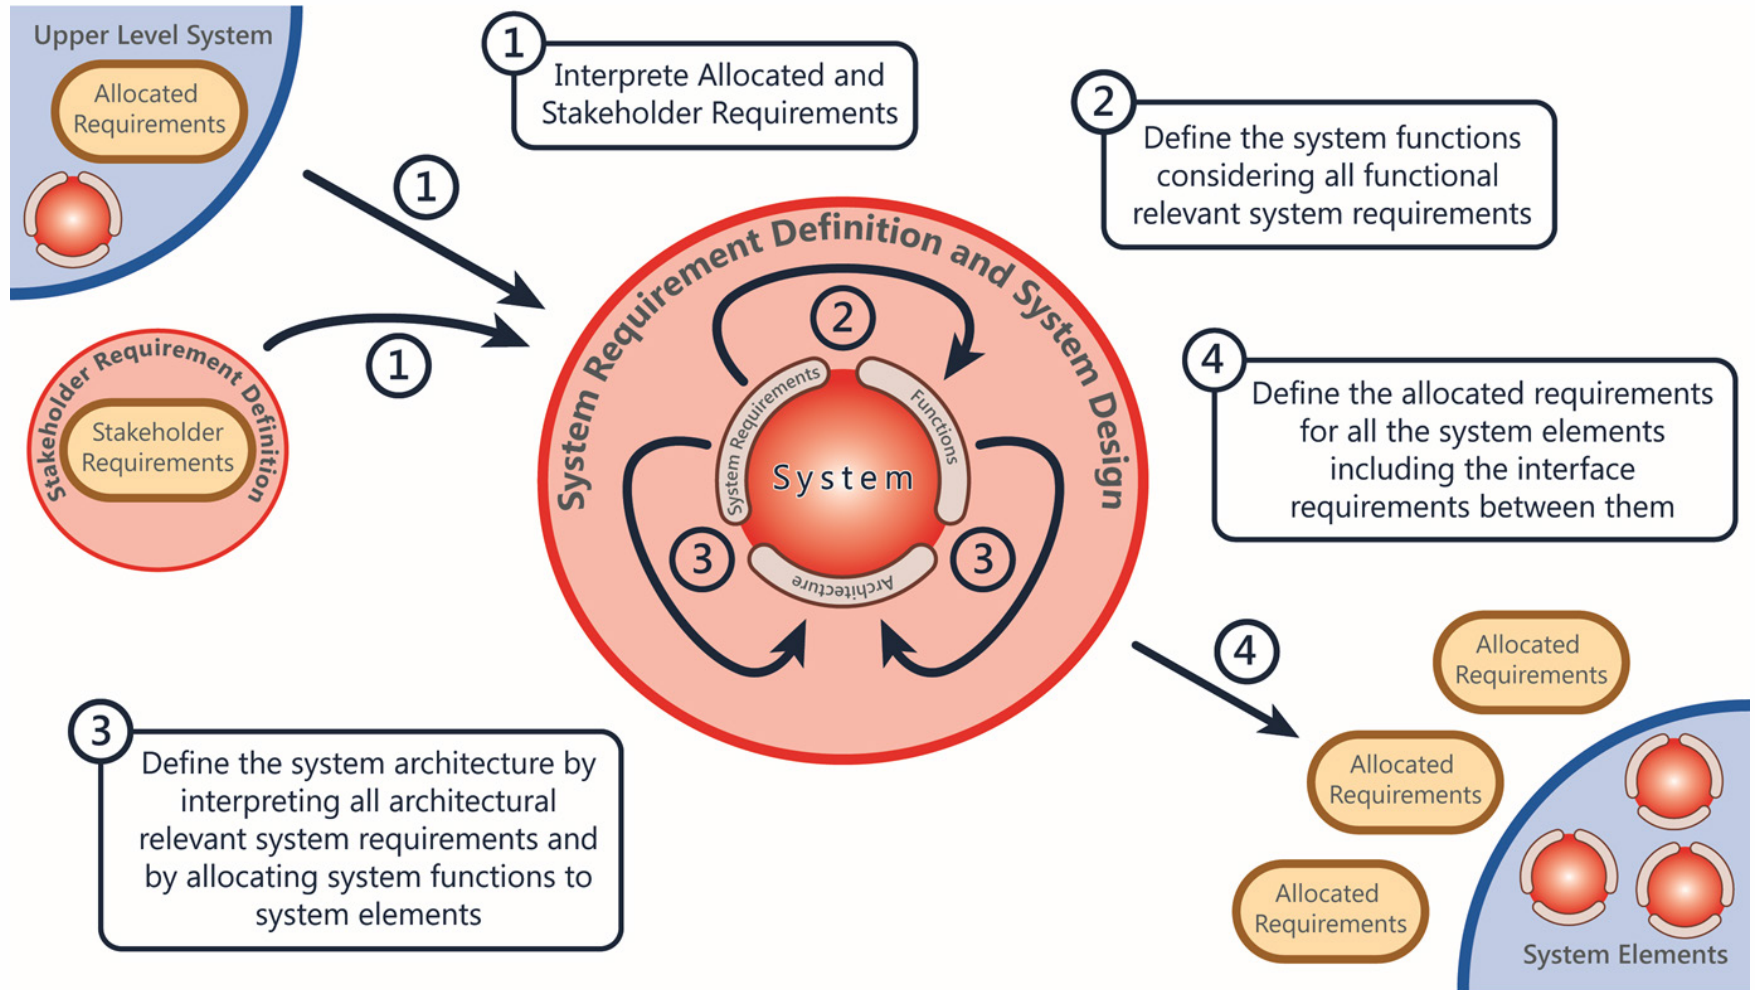 Upper Level System
Allocated
Requirements
1
Interprete Allocated and
Stakeholder Requirements
2
Define the system functions
considering all functional
relevant system requirements
1
1
Stakeholder Requirement Definition
Stakeholder
Requirements
System Requirement Definition and System Design
2
System Requirements
Functions
System
3
3
Architecture
4
Define the allocated requirements
for all the system elements
including the interface
requirements between them
4
3
Define the system architecture by
interpreting all architectural
relevant system requirements and
by allocating system functions to
system elements
Allocated
Requirements
Allocated
Requirements
Allocated
Requirements
System Elements